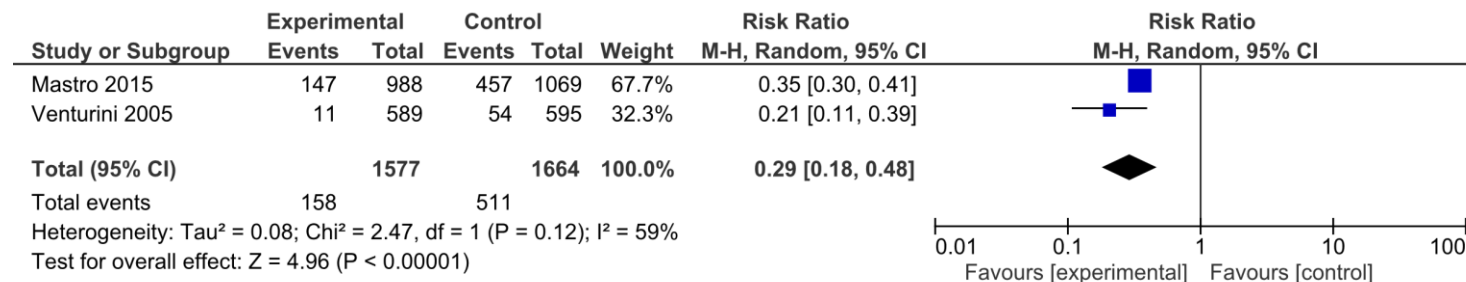 Experimental Control Risk Ratio Risk Ratio
Study or Subgroup Events Total Events Total Weight M-H, Random, 95% CI M-H, Random, 95% CI
Mastro 2015 147 988 457 1069 67.7% 0.35 [0.30, 0.41]
Venturini 2005 11 589 54 595 32.3% 0.21 [0.11, 0.39]
Total (95% CI) 1577 1664 100.0% 0.29 [0.18, 0.48]
Total events 158 511
Heterogeneity: Tau² = 0.08; Chi² = 2.47, df = 1 (P = 0.12); I² = 59%
Test for overall effect: Z = 4.96 (P < 0.00001)
0.01 0.1 1 10 100
Favours [experimental] Favours [control]